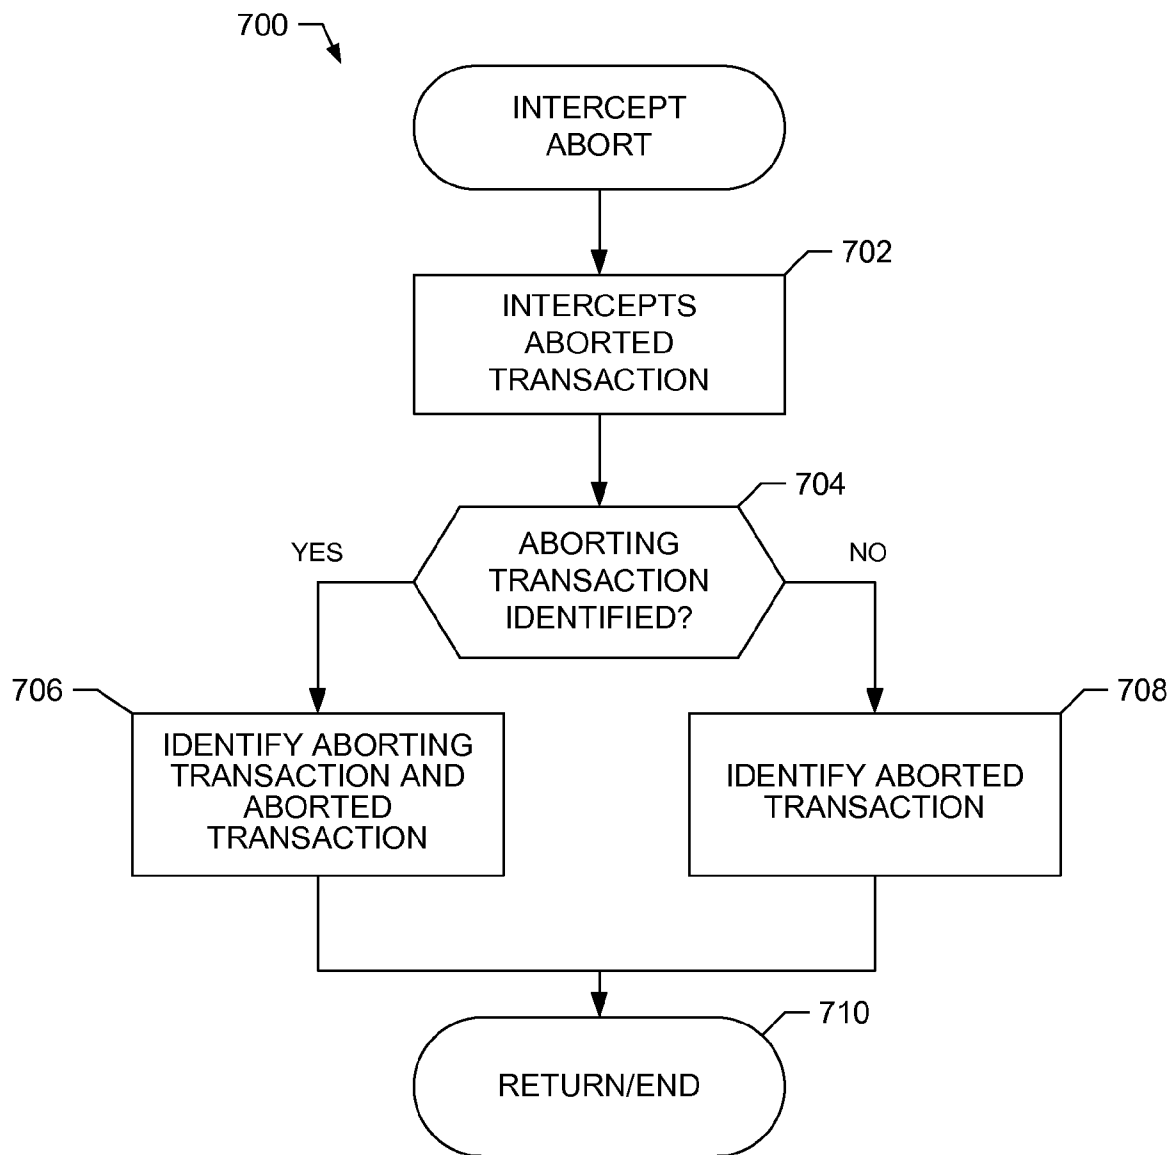 700
INTERCEPT
ABORT
702
INTERCEPTS
ABORTED
TRANSACTION
704
ABORTING
TRANSACTION
IDENTIFIED?
YES
NO
706
IDENTIFY ABORTING
TRANSACTION AND
ABORTED
TRANSACTION
708
IDENTIFY ABORTED
TRANSACTION
710
RETURN/END